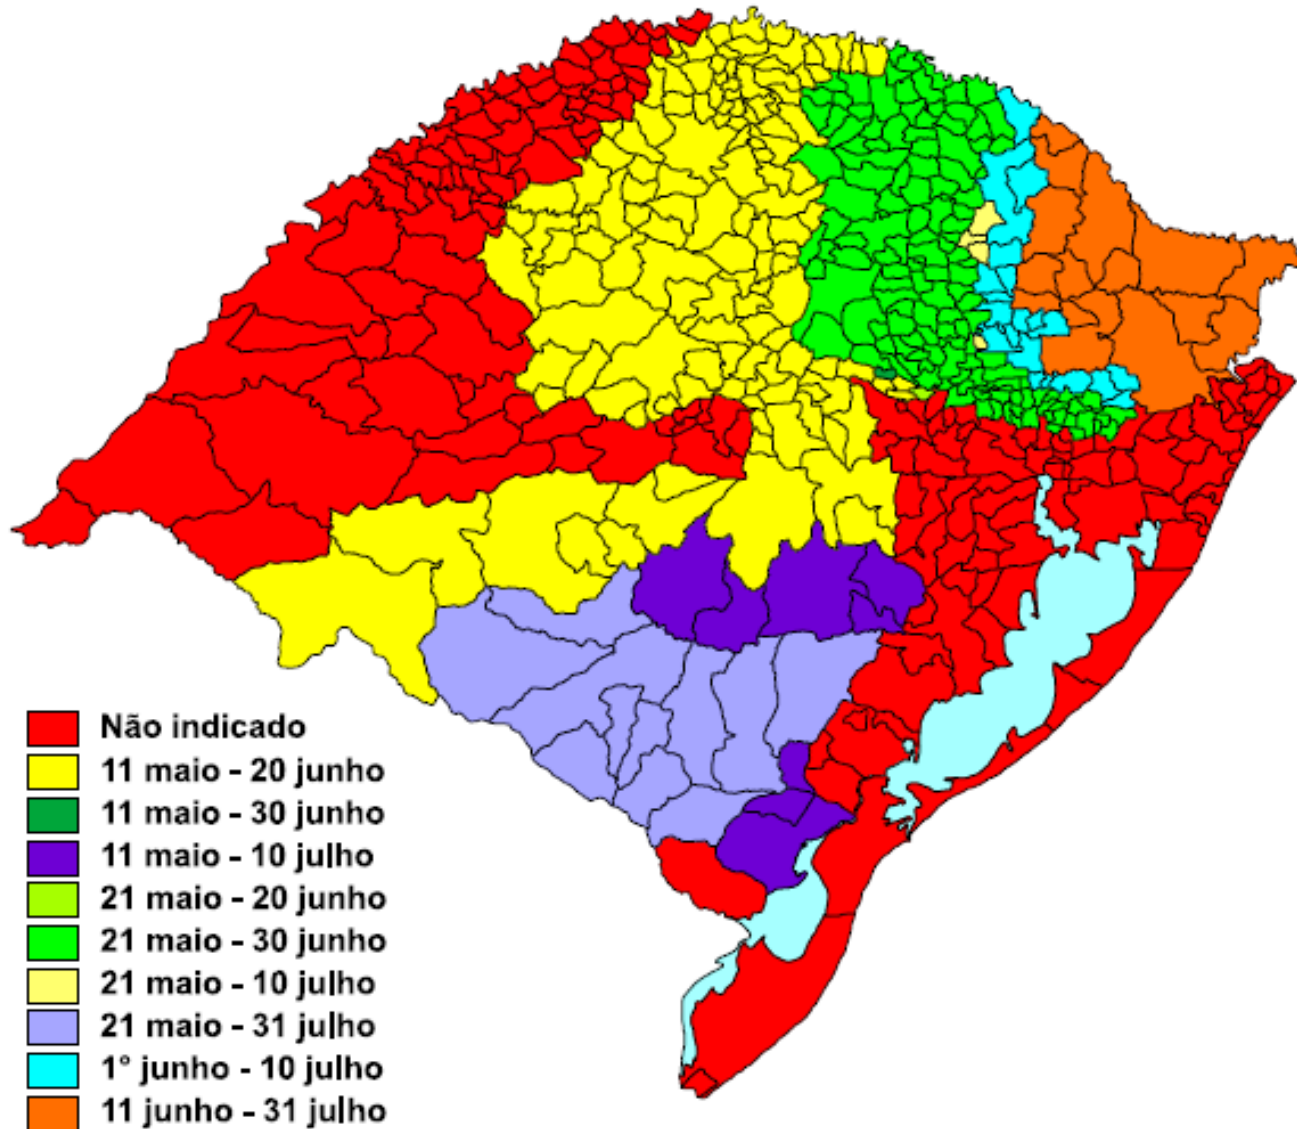 Não indicado
11 maio - 20 junho
11 maio - 30 junho
11 maio - 10 julho
21 maio - 20 junho
21 maio - 30 junho
21 maio - 10 julho
21 maio - 31 julho
1° junho - 10 julho
11 junho - 31 julho